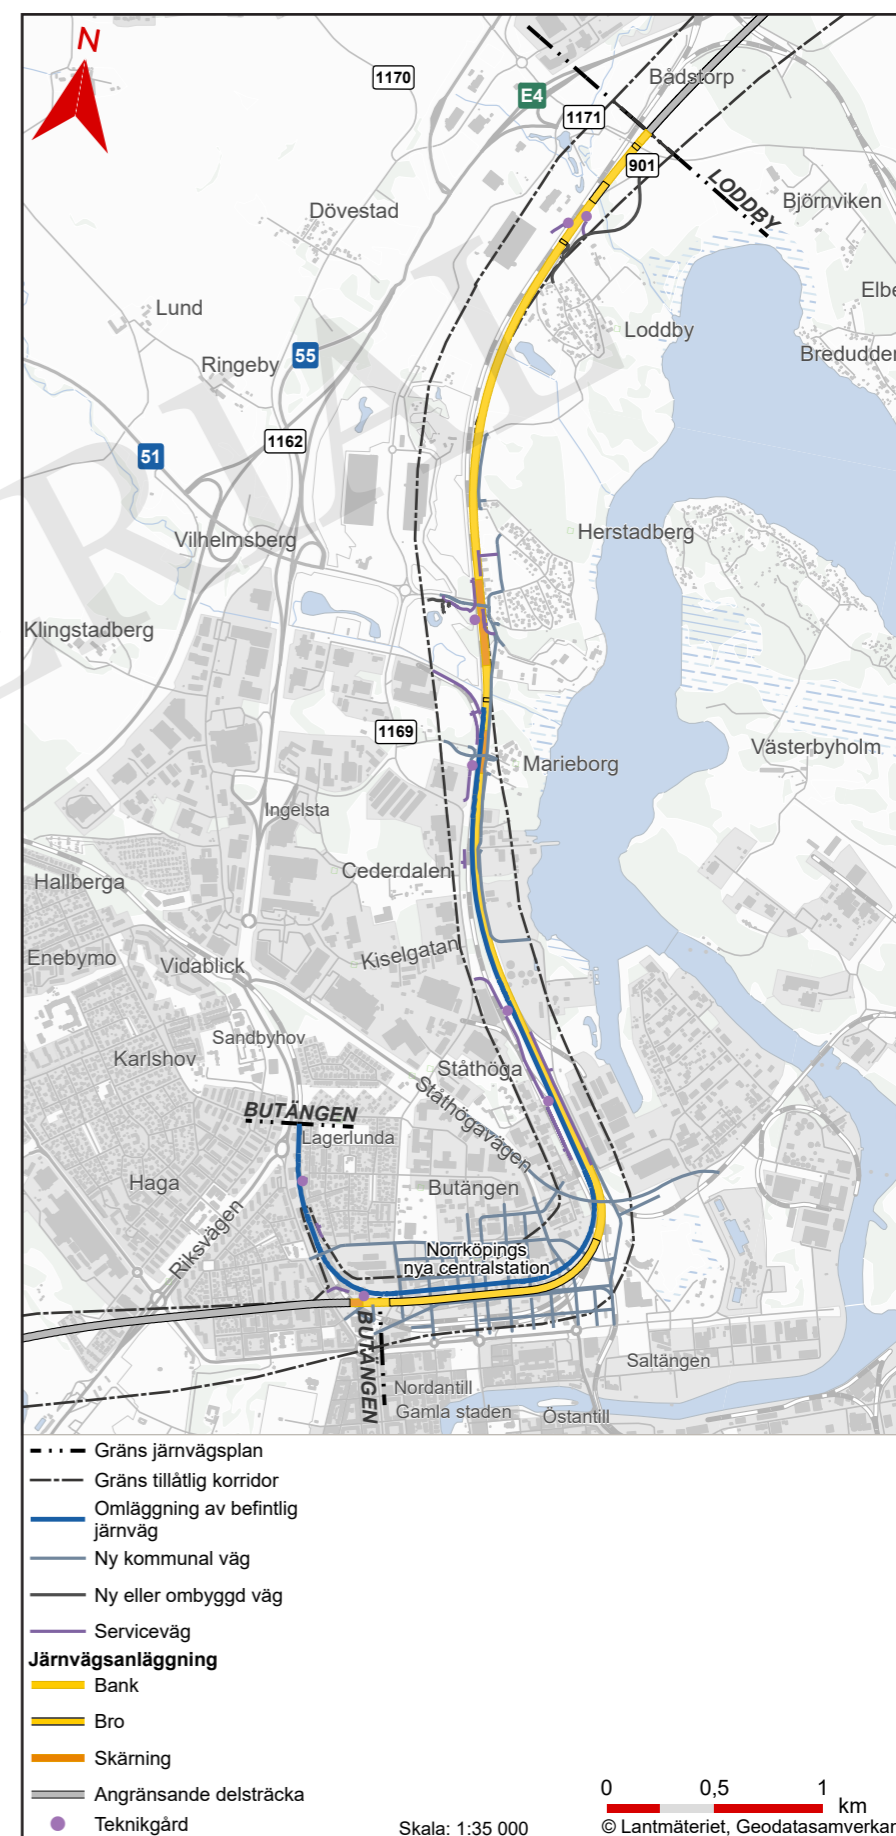 N
1170
Bådstorp
E4
1171
901
LODDBY
Björnviken
Dövestad
Lund
Loddby
Ringeby
55
1162
51
Herstadberg
Vilhelmsberg
Klingstadberg
1169
Västerbyholm
Marieborg
Ingelsta
Cederdalen
Hallberga
Kiselgatan
Enebymo
Vidablick
Sandbyhov
Karlshov
Ståthöga
Ståthögavägen
BUTÄNGEN
Lagerlunda
Haga
Butängen
Riksvägen
Norrköpings
nya centralstation
BUTÄNGEN
Saltängen
Nordantill
Gamla staden
Östantill
Gräns järnvägsplan
Gräns tillåtlig korridor
Omläggning av befintlig
järnväg
Ny kommunal väg
Ny eller ombyggd väg
Serviceväg
Järnvägsanläggning
Bank
Bro
Skärning
Angränsande delsträcka
Teknikgård
Skala: 1:35 000
0 0,5 1
km
© Lantmäteriet, Geodatasamverkan